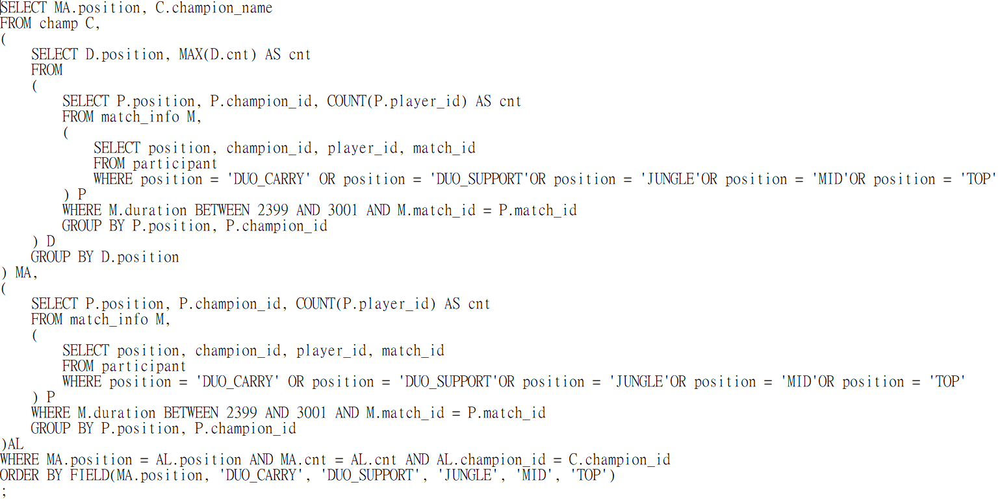 SELECT MA.position, C.champion_name
FROM champ C,
(
    SELECT D.position, MAX(D.cnt) AS cnt
    FROM
    (
        SELECT P.position, P.champion_id, COUNT(P.player_id) AS cnt
        FROM match_info M,
        (
            SELECT position, champion_id, player_id, match_id
            FROM participant
            WHERE position = 'DUO_CARRY' OR position = 'DUO_SUPPORT'OR position = 'JUNGLE'OR position = 'MID'OR position = 'TOP'
        ) P
        WHERE M.duration BETWEEN 2399 AND 3001 AND M.match_id = P.match_id
        GROUP BY P.position, P.champion_id
    ) D
    GROUP BY D.position
) MA,
(
    SELECT P.position, P.champion_id, COUNT(P.player_id) AS cnt
    FROM match_info M,
    (
        SELECT position, champion_id, player_id, match_id
        FROM participant
        WHERE position = 'DUO_CARRY' OR position = 'DUO_SUPPORT'OR position = 'JUNGLE'OR position = 'MID'OR position = 'TOP'
    ) P
    WHERE M.duration BETWEEN 2399 AND 3001 AND M.match_id = P.match_id
    GROUP BY P.position, P.champion_id
)AL
WHERE MA.position = AL.position AND MA.cnt = AL.cnt AND AL.champion_id = C.champion_id
ORDER BY FIELD(MA.position, 'DUO_CARRY', 'DUO_SUPPORT', 'JUNGLE', 'MID', 'TOP')
;